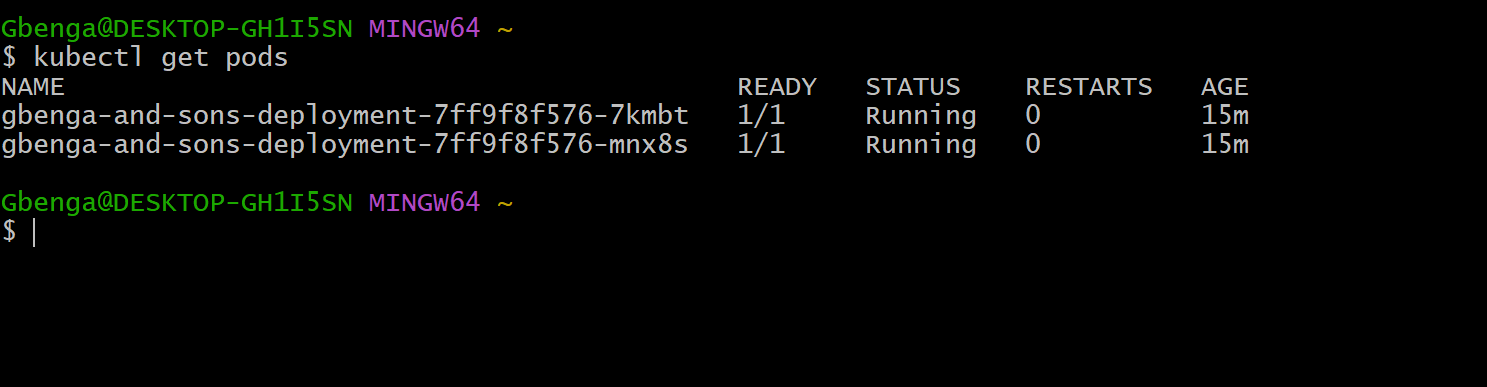 Gbenga@DESKTOP-GH1I5SN MINGW64 ~
$ kubectl get pods
NAME READY STATUS RESTARTS AGE
gbenga-and-sons-deployment-7ff9f8f576-7kmbt 1/1 Running 0 15m
gbenga-and-sons-deployment-7ff9f8f576-mnx8s 1/1 Running 0 15m
Gbenga@DESKTOP-GH1I5SN MINGW64 ~
$